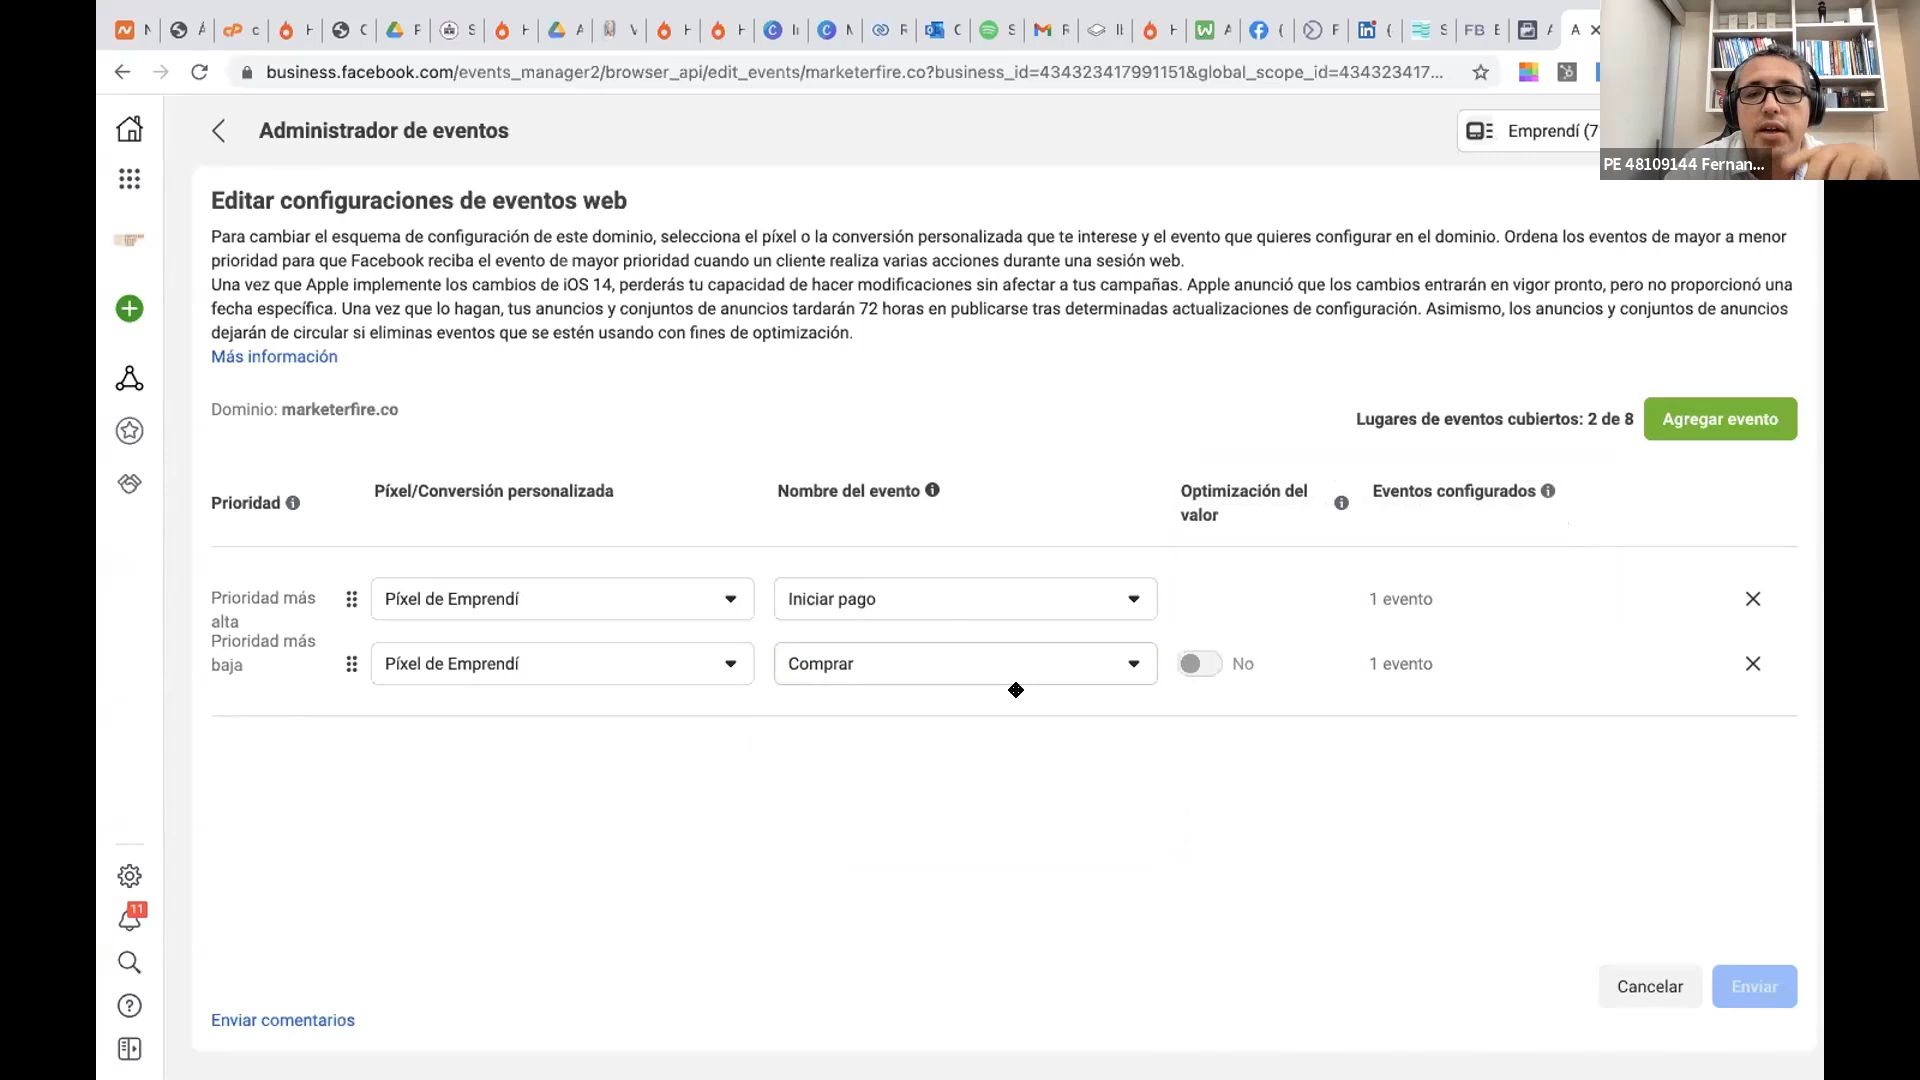 N
Á
c
H
C
F
S
H
A
V
H
H
I
N
F
C
S
F
I
H
A
(
F
(
S
FB E
A
A
business.facebook.com/events_manager2/browser_api/edit_events/marketerfire.co?business_id=434323417991151&global_scope_id=434323417...
Administrador de eventos
Emprendí (7
PE 48109144 Fernan...
Editar configuraciones de eventos web
Para cambiar el esquema de configuración de este dominio, selecciona el píxel o la conversión personalizada que te interese y el evento que quieres configurar en el dominio. Ordena los eventos de mayor a menor
prioridad para que Facebook reciba el evento de mayor prioridad cuando un cliente realiza varias acciones durante una sesión web.
Una vez que Apple implemente los cambios de iOS 14, perderás tu capacidad de hacer modificaciones sin afectar a tus campañas. Apple anunció que los cambios entrarán en vigor pronto, pero no proporcionó una
fecha específica. Una vez que lo hagan, tus anuncios y conjuntos de anuncios tardarán 72 horas en publicarse tras determinadas actualizaciones de configuración. Asimismo, los anuncios y conjuntos de anuncios
dejarán de circular si eliminas eventos que se estén usando con fines de optimización.
Más información
Dominio: marketerfire.co
Lugares de eventos cubiertos: 2 de 8
Agregar evento
Prioridad
Píxel/Conversión personalizada
Nombre del evento
Optimización del
valor
Eventos configurados
Prioridad más
alta
Píxel de Emprendí
Iniciar pago
1 evento
Prioridad más
baja
Píxel de Emprendí
Comprar
No
1 evento
11
Cancelar
Enviar
Enviar comentarios